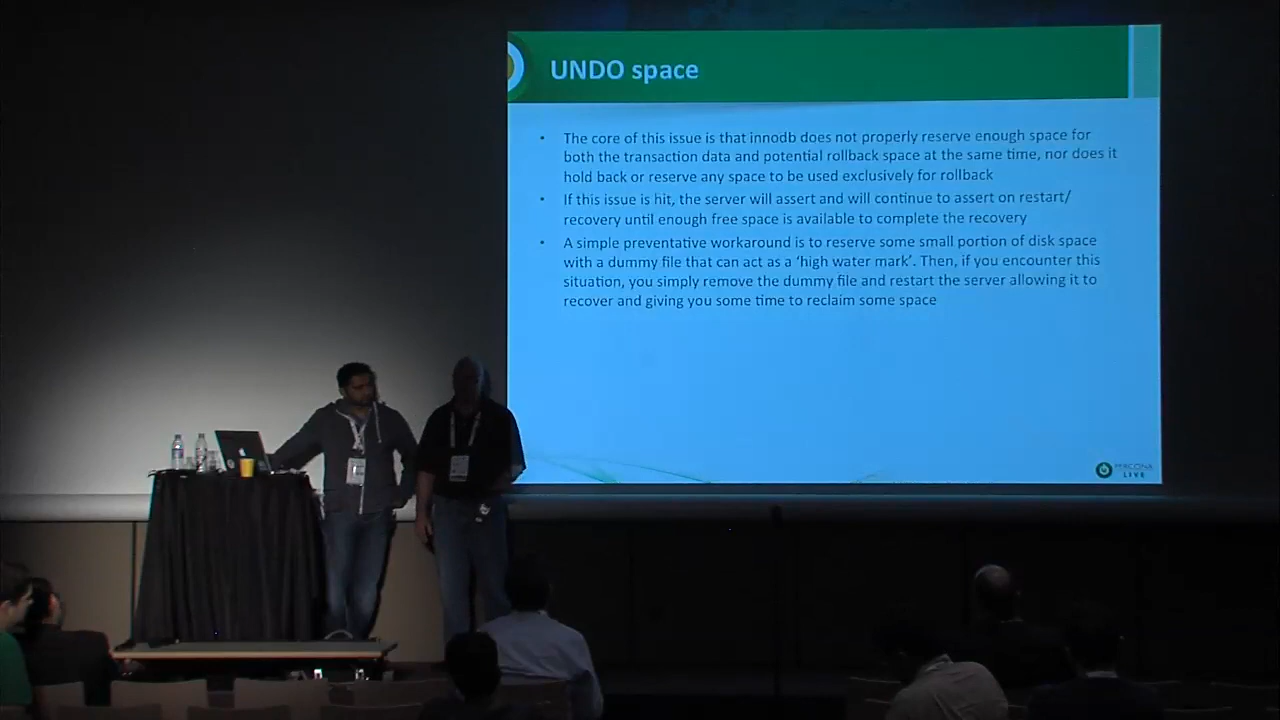 UNDO space
• The core of this issue is that innodb does not properly reserve enough space for
both the transaction data and potential rollback space at the same time, nor does it
hold back or reserve any space to be used exclusively for rollback
• If this issue is hit, the server will assert and will continue to assert on restart/
recovery until enough free space is available to complete the recovery
• A simple preventative workaround is to reserve some small portion of disk space
with a dummy file that can act as a ‘high water mark’. Then, if you encounter this
situation, you simply remove the dummy file and restart the server allowing it to
recover and giving you some time to reclaim some space
PERCONA
LIVE